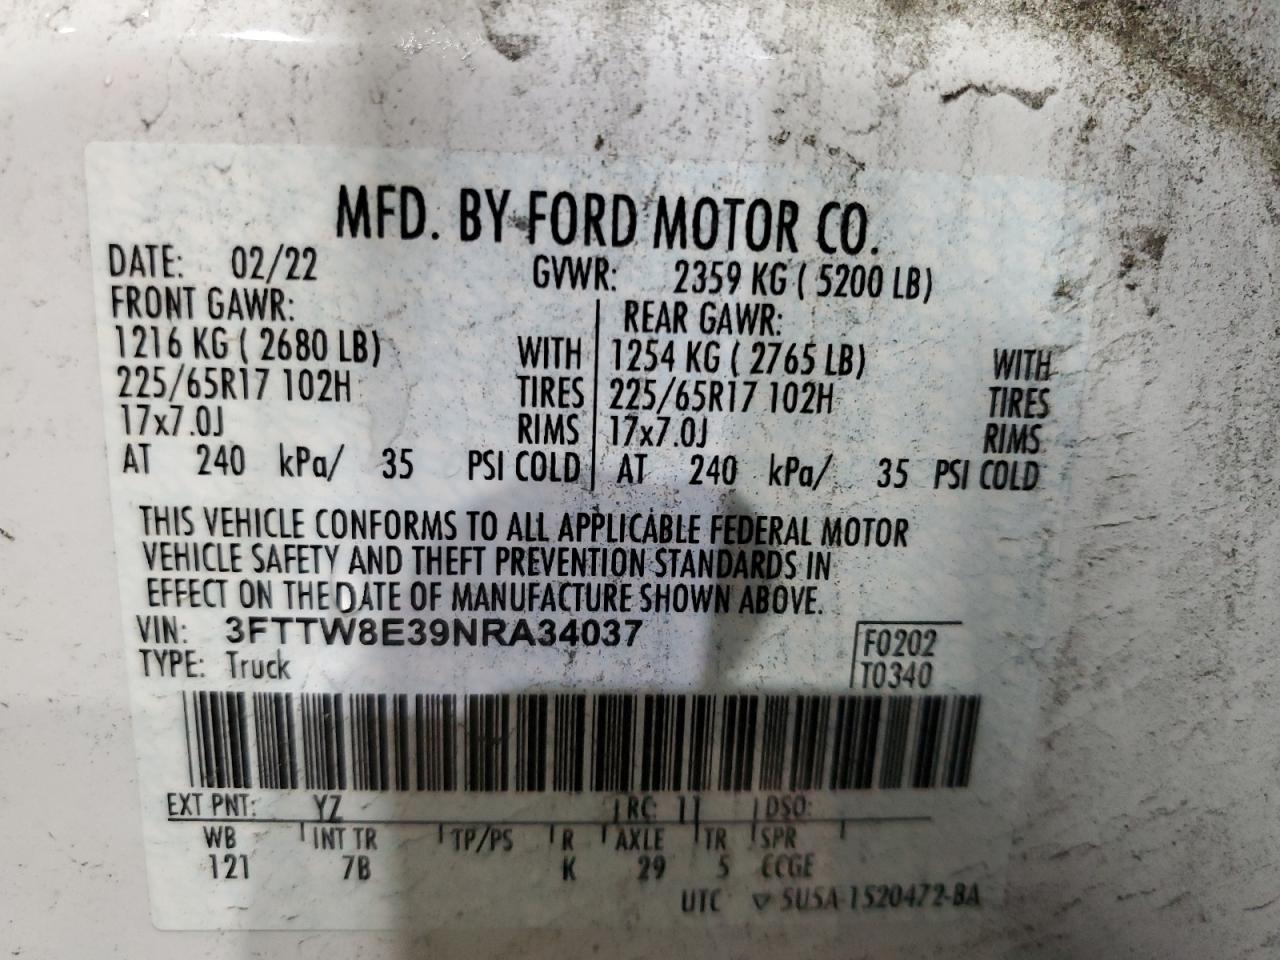 MFD. BY FORD MOTOR CO.
DATE: 02/22 GVWR: 2359 KG ( 5200 LB)
FRONT GAWR: REAR GAWR:
1216 KG ( 2680 LB) WITH 1254 KG ( 2765 LB) WITH
225/65R17 102H TIRES 225/65R17 102H TIRES
17x7.0J RIMS 17x7.0J RIMS
AT 240 kPa/ 35 PSI COLD AT 240 kPa/ 35 PSI COLD
THIS VEHICLE CONFORMS TO ALL APPLICABLE FEDERAL MOTOR
VEHICLE SAFETY AND THEFT PREVENTION STANDARDS IN
EFFECT ON THE DATE OF MANUFACTURE SHOWN ABOVE.
VIN: 3FTTW8E39NRA34037 F0202
TYPE: Truck T0340
EXT PNT: YZ RC: 11 DSO:
WB INT TR TP/PS R AXLE TR SPR
121 7B K 29 5 CCGE
UTC ▽ 5U5A-1520472-BA